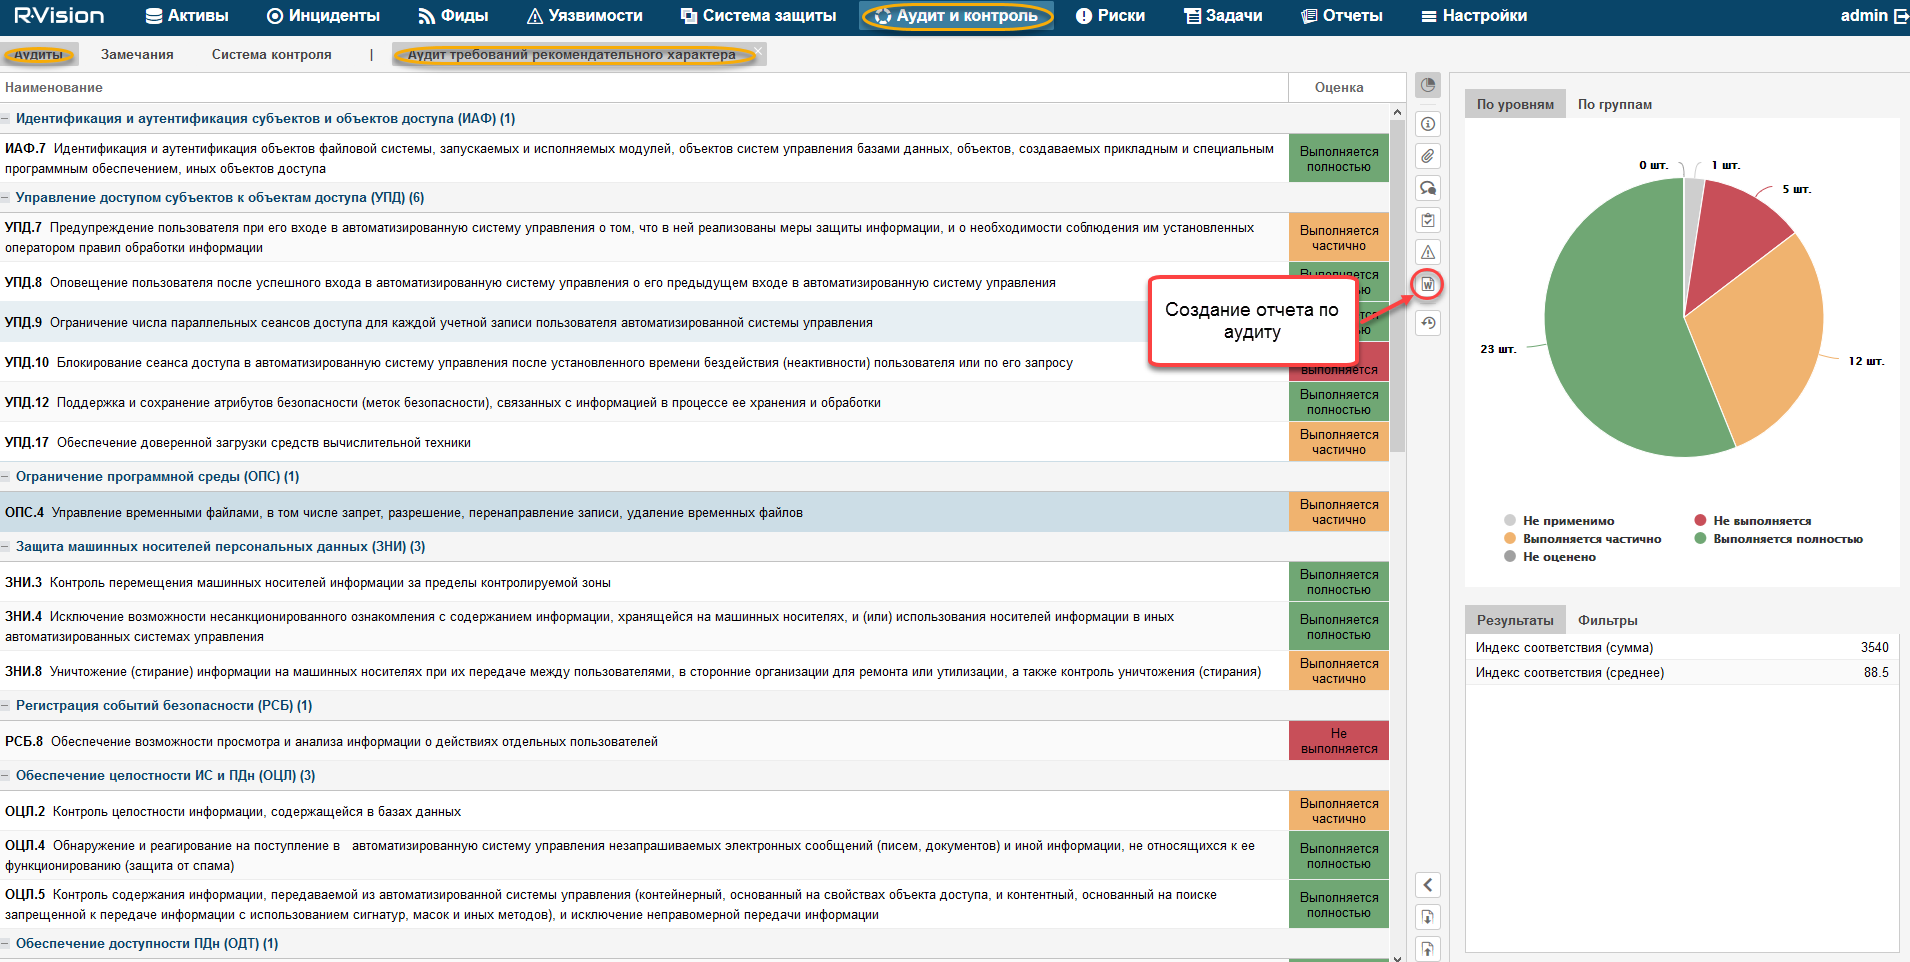 R·Vision
Активы
Инциденты
Фиды
Уязвимости
Система защиты
Аудит и контроль
Риски
Задачи
Отчеты
Настройки
admin
Аудиты
Замечания
Система контроля
|
Аудит требований рекомендательного характера
Наименование
Оценка
Идентификация и аутентификация субъектов и объектов доступа (ИАФ) (1)
ИАФ.7 Идентификация и аутентификация объектов файловой системы, запускаемых и исполняемых модулей, объектов систем управления базами данных, объектов, создаваемых прикладным и специальным
программным обеспечением, иных объектов доступа
Выполняется
полностью
Управление доступом субъектов к объектам доступа (УПД) (6)
УПД.7 Предупреждение пользователя при его входе в автоматизированную систему управления о том, что в ней реализованы меры защиты информации, и о необходимости соблюдения им установленных
оператором правил обработки информации
Выполняется
частично
УПД.8 Оповещение пользователя после успешного входа в автоматизированную систему управления о его предыдущем входе в автоматизированную систему управления
УПД.9 Ограничение числа параллельных сеансов доступа для каждой учетной записи пользователя автоматизированной системы управления
Создание отчета по
аудиту
УПД.10 Блокирование сеанса доступа в автоматизированную систему управления после установленного времени бездействия (неактивности) пользователя или по его запросу
выполняется
УПД.12 Поддержка и сохранение атрибутов безопасности (меток безопасности), связанных с информацией в процессе ее хранения и обработки
Выполняется
полностью
УПД.17 Обеспечение доверенной загрузки средств вычислительной техники
Выполняется
частично
Ограничение программной среды (ОПС) (1)
ОПС.4 Управление временными файлами, в том числе запрет, разрешение, перенаправление записи, удаление временных файлов
Выполняется
частично
Защита машинных носителей персональных данных (ЗНИ) (3)
ЗНИ.3 Контроль перемещения машинных носителей информации за пределы контролируемой зоны
Выполняется
полностью
ЗНИ.4 Исключение возможности несанкционированного ознакомления с содержанием информации, хранящейся на машинных носителях, и (или) использования носителей информации в иных
автоматизированных системах управления
Выполняется
полностью
ЗНИ.8 Уничтожение (стирание) информации на машинных носителях при их передаче между пользователями, в сторонние организации для ремонта или утилизации, а также контроль уничтожения (стирания)
Выполняется
частично
Регистрация событий безопасности (РСБ) (1)
РСБ.8 Обеспечение возможности просмотра и анализа информации о действиях отдельных пользователей
Не
выполняется
Обеспечение целостности ИС и ПДн (ОЦЛ) (3)
ОЦЛ.2 Контроль целостности информации, содержащейся в базах данных
Выполняется
частично
ОЦЛ.4 Обнаружение и реагирование на поступление в автоматизированную систему управления незапрашиваемых электронных сообщений (писем, документов) и иной информации, не относящихся к ее
функционированию (защита от спама)
Выполняется
полностью
ОЦЛ.5 Контроль содержания информации, передаваемой из автоматизированной системы управления (контейнерный, основанный на свойствах объекта доступа, и контентный, основанный на поиске
запрещенной к передаче информации с использованием сигнатур, масок и иных методов), и исключение неправомерной передачи информации
Выполняется
полностью
Обеспечение доступности ПДн (ОДТ) (1)
По уровням
По группам
0 шт.
1 шт.
5 шт.
23 шт.
12 шт.
Не применимо
Не выполняется
Выполняется частично
Выполняется полностью
Не оценено
Результаты
Фильтры
Индекс соответствия (сумма)
3540
Индекс соответствия (среднее)
88.5